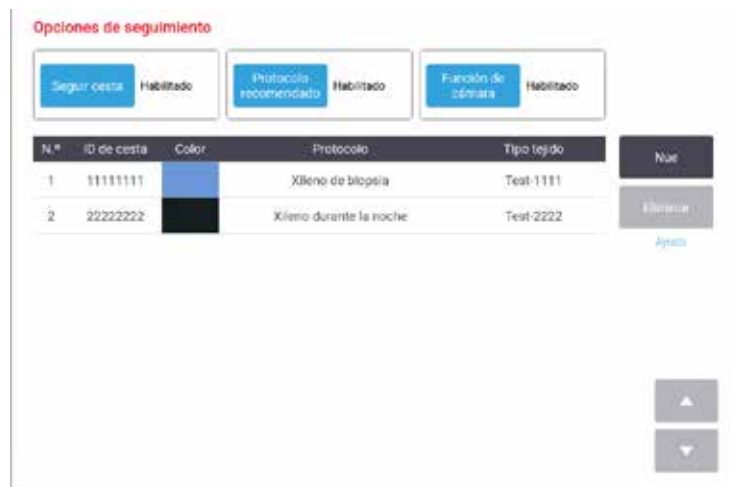 Opciones de seguimiento
Seguir cesta Habilitado
Protocolo recomendado Habilitado
Función de cámara Habilitado
N.º ID de cesta Color Protocolo Tipo tejido
1 11111111 Xileno de biopsia Test-1111
2 22222222 Xileno durante la noche Test-2222
Nue
Eliminar
Ayuda